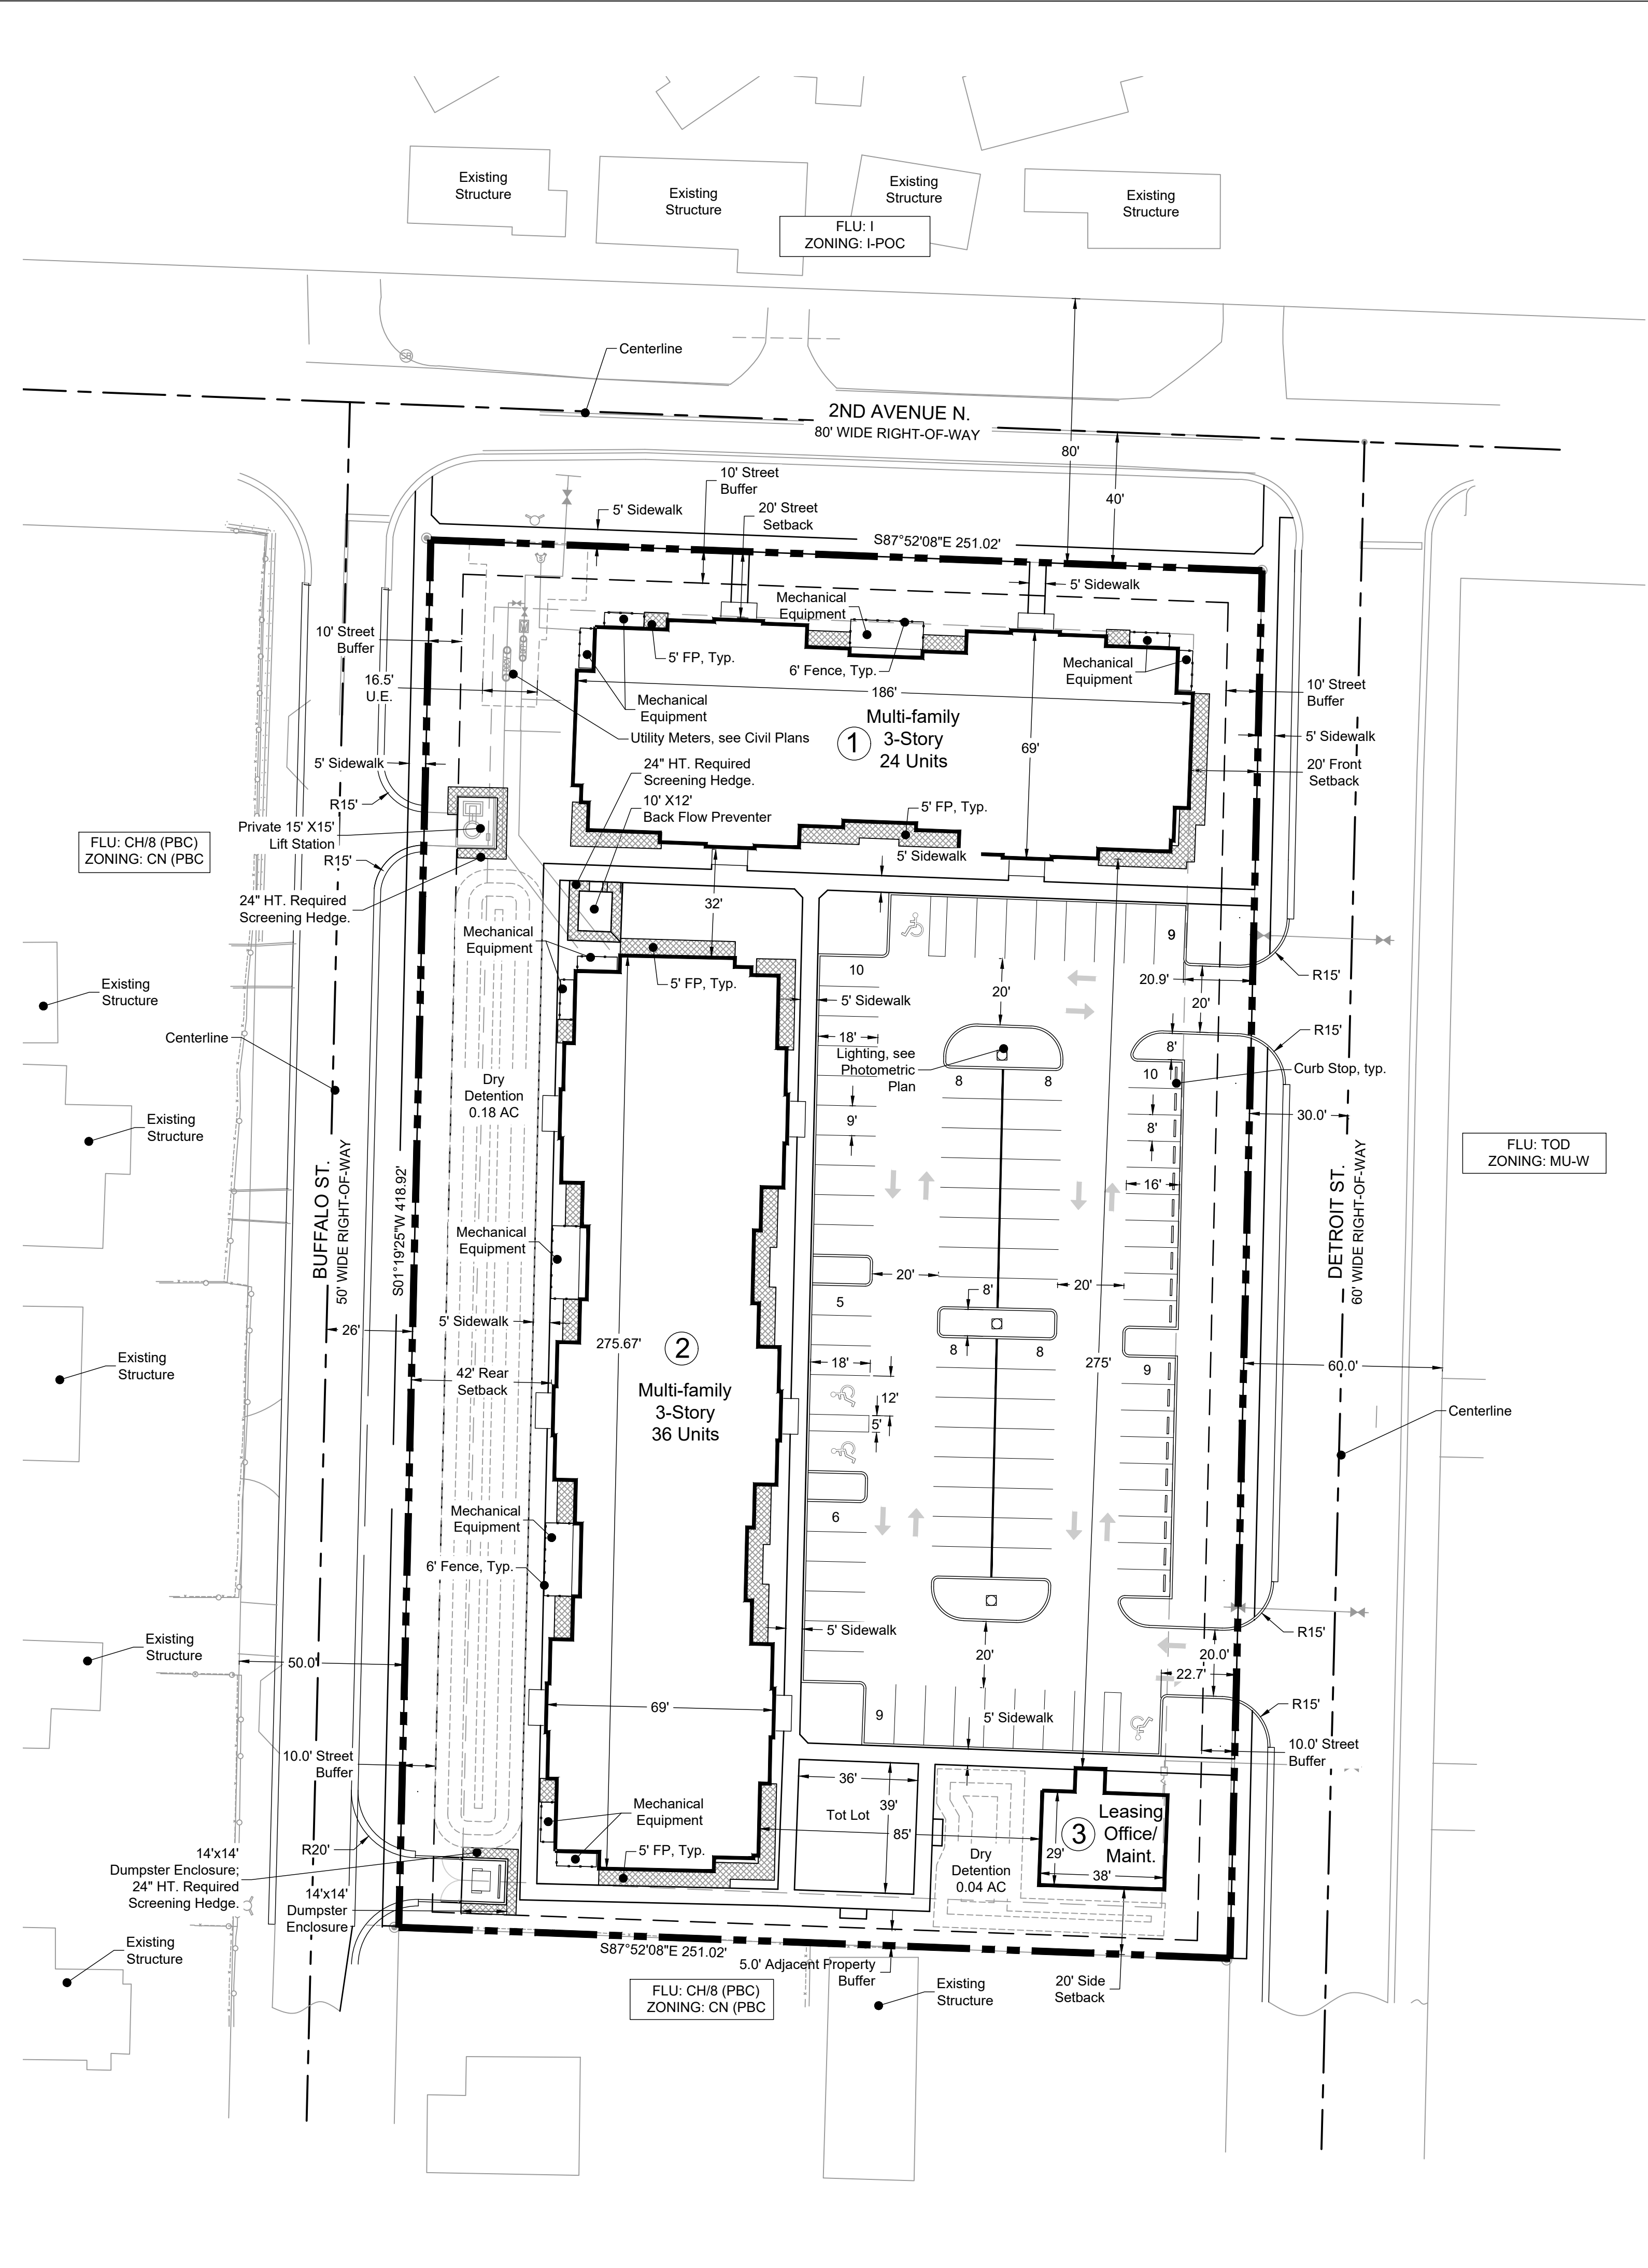 Existing
Structure
Existing
Structure
Existing
Structure
Existing
Structure
FLU: I
ZONING: I-POC
Centerline
SB
2ND AVENUE N.
80' WIDE RIGHT-OF-WAY
80'
40'
10' Street
Buffer
5' Sidewalk
20' Street
Setback
S87°52'08"E 251.02'
5' Sidewalk
Mechanical
Equipment
10' Street
Buffer
5' FP, Typ.
6' Fence, Typ.
Mechanical
Equipment
16.5'
U.E.
186'
10' Street
Buffer
Mechanical
Equipment
Multi-family
1
3-Story
24 Units
69'
Utility Meters, see Civil Plans
5' Sidewalk
5' Sidewalk
20' Front
Setback
24" HT. Required
Screening Hedge.
R15'
10' X12'
Back Flow Preventer
5' FP, Typ.
Private 15' X15'
Lift Station
R15'
FLU: CH/8 (PBC)
ZONING: CN (PBC
5' Sidewalk
24" HT. Required
Screening Hedge.
32'
Mechanical
Equipment
9
10
5' FP, Typ.
20.9'
R15'
Existing
Structure
5' Sidewalk
20'
20'
Centerline
18'
R15'
Lighting, see
Photometric
Plan
8'
10
Curb Stop, typ.
8
8
Dry
Detention
0.18 AC
9'
8'
30.0'
Existing
Structure
FLU: TOD
ZONING: MU-W
16'
BUFFALO ST.
50' WIDE RIGHT-OF-WAY
S01°19'25"W 418.92'
DETROIT ST.
60' WIDE RIGHT-OF-WAY
Mechanical
Equipment
20'
8'
20'
5
5' Sidewalk
26'
275.67'
2
8
8
18'
275'
9
60.0'
Existing
Structure
42' Rear
Setback
Multi-family
3-Story
36 Units
12'
5'
Centerline
Mechanical
Equipment
6
6' Fence, Typ.
5' Sidewalk
R15'
Existing
Structure
50.0'
20'
20.0'
22.7'
69'
9
5' Sidewalk
R15'
10.0' Street
Buffer
10.0' Street
Buffer
36'
Tot Lot
39'
Mechanical
Equipment
85'
3
Leasing
Office/
Maint.
29'
38'
R20'
5' FP, Typ.
Dry
Detention
0.04 AC
14'x14'
Dumpster Enclosure;
24" HT. Required
Screening Hedge.
14'x14'
Dumpster
Enclosure
Existing
Structure
S87°52'08"E 251.02'
5.0' Adjacent Property
Buffer
20' Side
Setback
FLU: CH/8 (PBC)
ZONING: CN (PBC
Existing
Structure